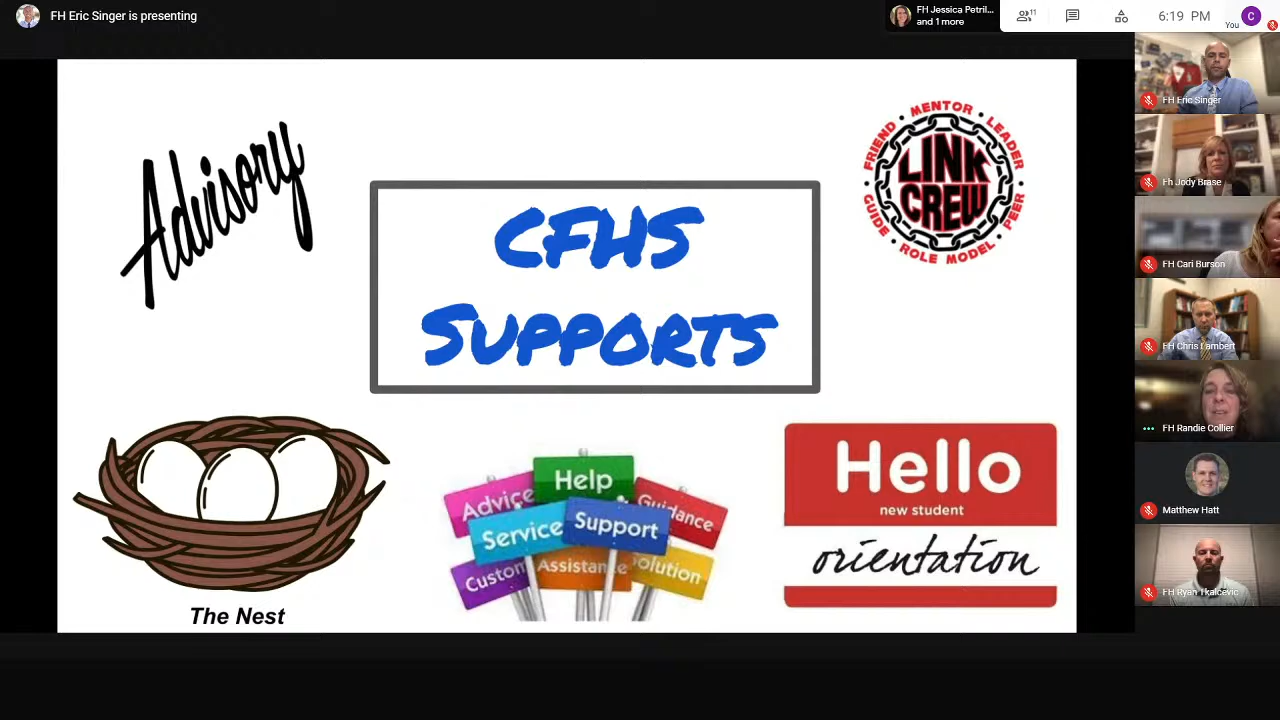 FH Eric Singer is presenting
FH Jessica Petril...
and 1 more
11
6:19 PM
You
C
Advisory
CFHS
SUPPORTS
FRIEND • MENTOR • LEADER
LINK
CREW
GUIDE • ROLE MODEL • PEER
The Nest
Advice
Help
Guidance
Service
Support
Custom
Assistance
Solution
Hello
new student
orientation
FH Eric Singer
Fh Jody Brase
FH Cari Burson
FH Chris Lambert
FH Randie Collier
Matthew Hatt
FH Ryan Tkalcevic